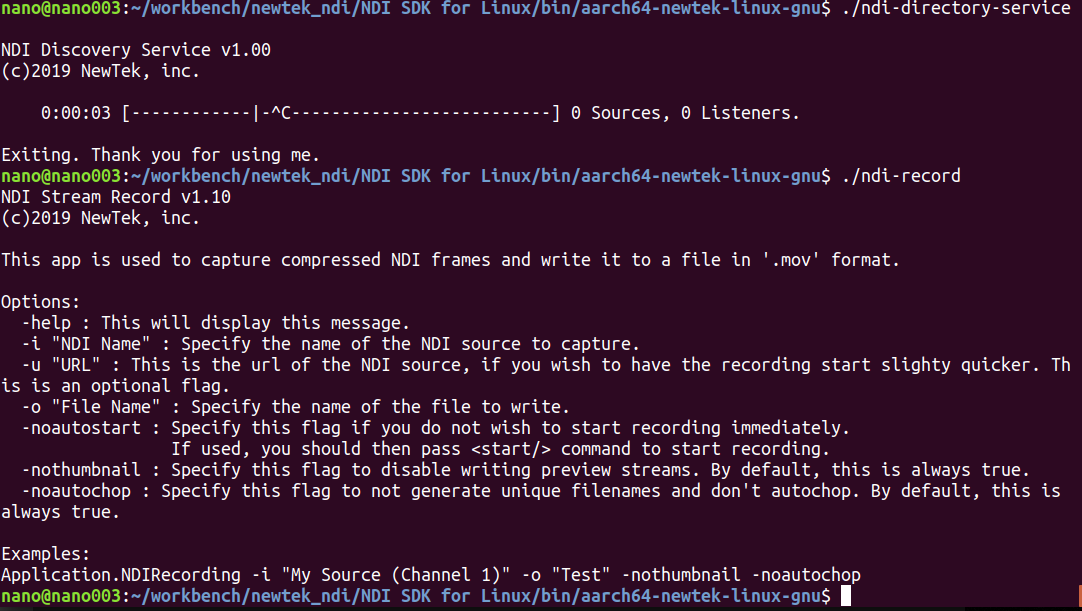 nano@nano003:~/workbench/newtek_ndi/NDI SDK for Linux/bin/aarch64-newtek-linux-gnu$ ./ndi-directory-service
NDI Discovery Service v1.00
(c)2019 NewTek, inc.
0:00:03 [------------|-^C--------------------------] 0 Sources, 0 Listeners.
Exiting. Thank you for using me.
nano@nano003:~/workbench/newtek_ndi/NDI SDK for Linux/bin/aarch64-newtek-linux-gnu$ ./ndi-record
NDI Stream Record v1.10
(c)2019 NewTek, inc.
This app is used to capture compressed NDI frames and write it to a file in '.mov' format.
Options:
-help : This will display this message.
-i "NDI Name" : Specify the name of the NDI source to capture.
-u "URL" : This is the url of the NDI source, if you wish to have the recording start slighty quicker. Th
is is an optional flag.
-o "File Name" : Specify the name of the file to write.
-noautostart : Specify this flag if you do not wish to start recording immediately.
If used, you should then pass <start/> command to start recording.
-nothumbnail : Specify this flag to disable writing preview streams. By default, this is always true.
-noautochop : Specify this flag to not generate unique filenames and don't autochop. By default, this is
always true.
Examples:
Application.NDIRecording -i "My Source (Channel 1)" -o "Test" -nothumbnail -noautochop
nano@nano003:~/workbench/newtek_ndi/NDI SDK for Linux/bin/aarch64-newtek-linux-gnu$